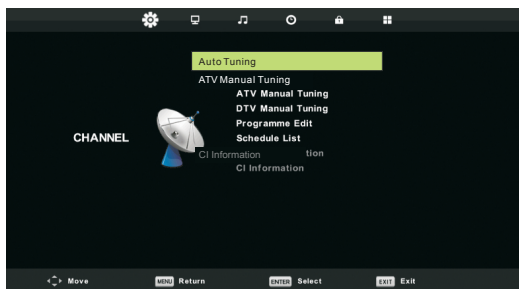 Auto Tuning
ATV Manual Tuning
ATV Manual Tuning
DTV Manual Tuning
Programme Edit
CHANNEL
Schedule List
CI Information tion
CI Information
Move MENU Return ENTER Select EXIT Exit